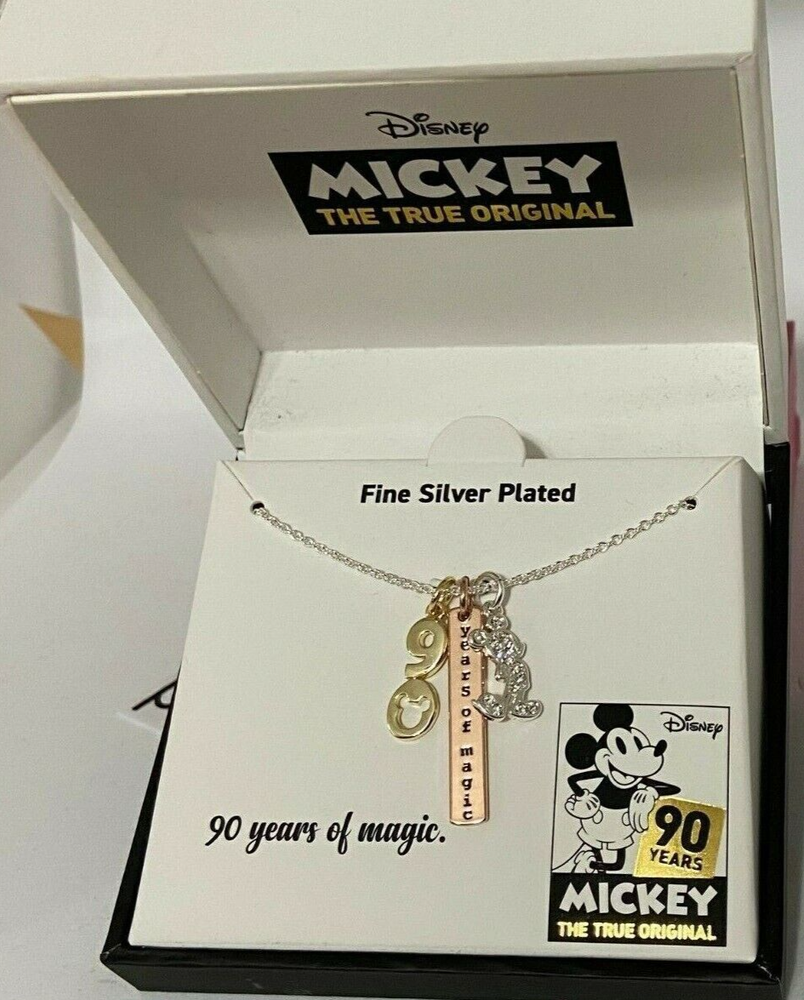 Disney
MICKEY
THE TRUE ORIGINAL
Fine Silver Plated
90
years of magic
90 years of magic.
Disney
90
YEARS
MICKEY
THE TRUE ORIGINAL